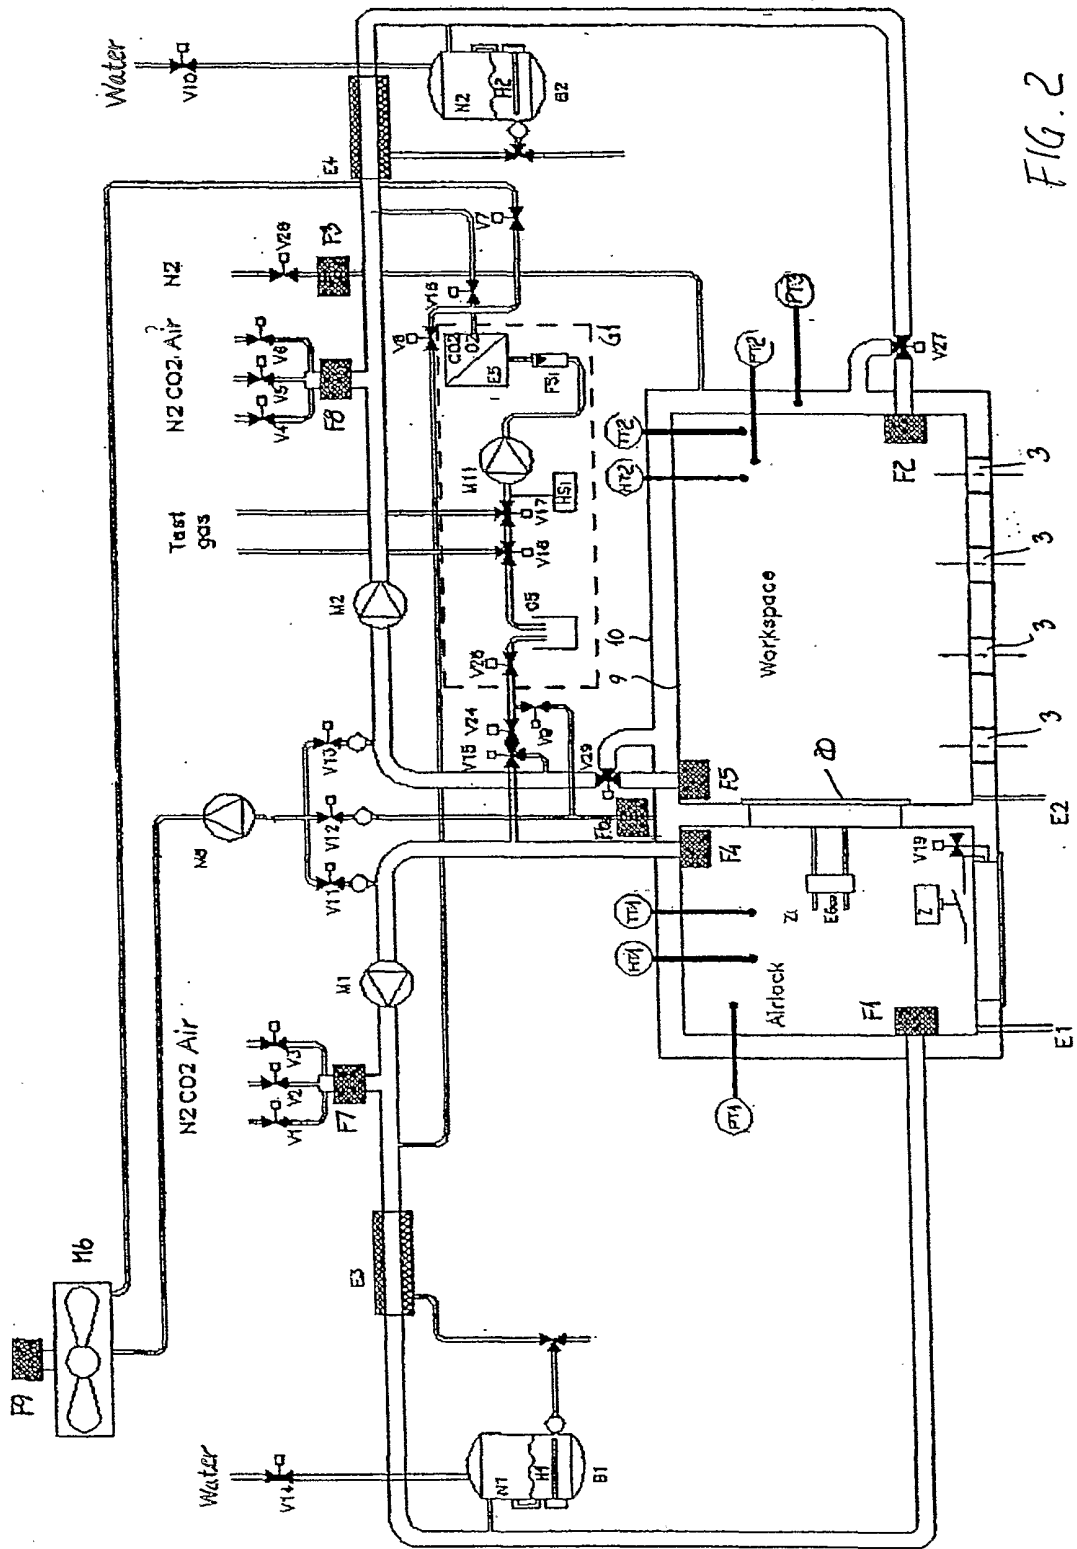 FIG. 2
Water
V10
N2
H2
B2
E4
N2
V28
F3
V7
N2 CO2 Air
V6
V5
V4
F8
V8
V16
CO2
O2
E5
G1
FS1
Test
gas
M11
HS1
V17
V18
M2
C5
V26
V24
V15
V9
V29
V13
V12
V11
M8
M1
N2 CO2 Air
V3
V2
V1
F7
M6
F9
E3
Water
V14
N1
H1
B1
PT3
PT2
TT2
HT2
V27
F2
3
3
3
3
10
9
Workspace
F5
F6
F4
20
E2
V19
TT1
HT1
Z
Airlock
F1
E1
PT1